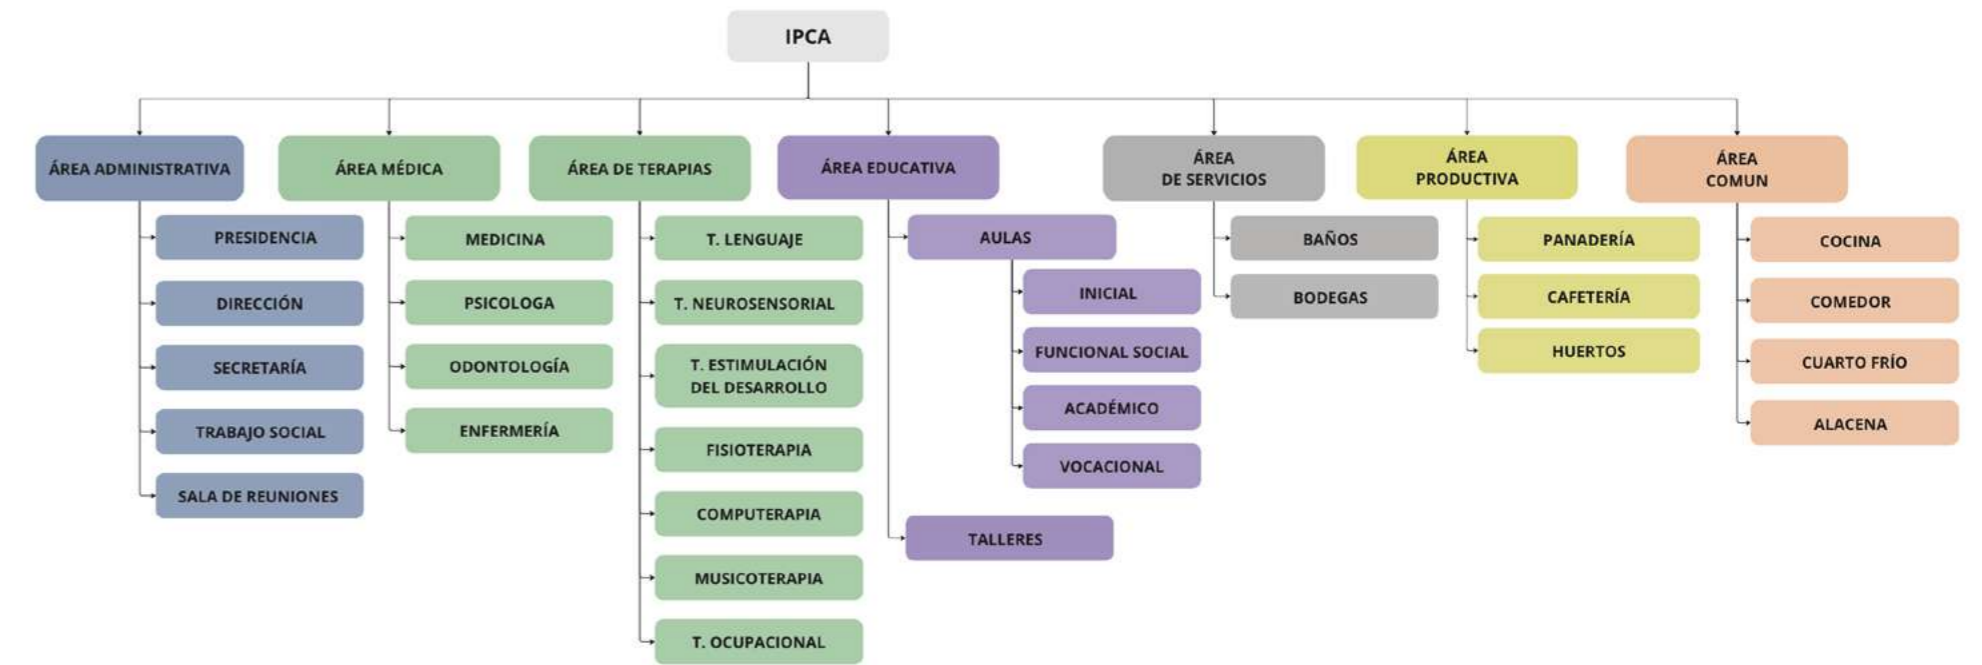 IPCA
ÁREA ADMINISTRATIVA
PRESIDENCIA
DIRECCIÓN
SECRETARÍA
TRABAJO SOCIAL
SALA DE REUNIONES
ÁREA MÉDICA
MEDICINA
PSICOLOGA
ODONTOLOGÍA
ENFERMERÍA
ÁREA DE TERAPIAS
T. LENGUAJE
T. NEUROSENSORIAL
T. ESTIMULACIÓN
DEL DESARROLLO
FISIOTERAPIA
COMPUTERAPIA
MUSICOTERAPIA
T. OCUPACIONAL
ÁREA EDUCATIVA
AULAS
INICIAL
FUNCIONAL SOCIAL
ACADÉMICO
VOCACIONAL
TALLERES
ÁREA
DE SERVICIOS
BAÑOS
BODEGAS
ÁREA
PRODUCTIVA
PANADERÍA
CAFETERÍA
HUERTOS
ÁREA
COMUN
COCINA
COMEDOR
CUARTO FRÍO
ALACENA